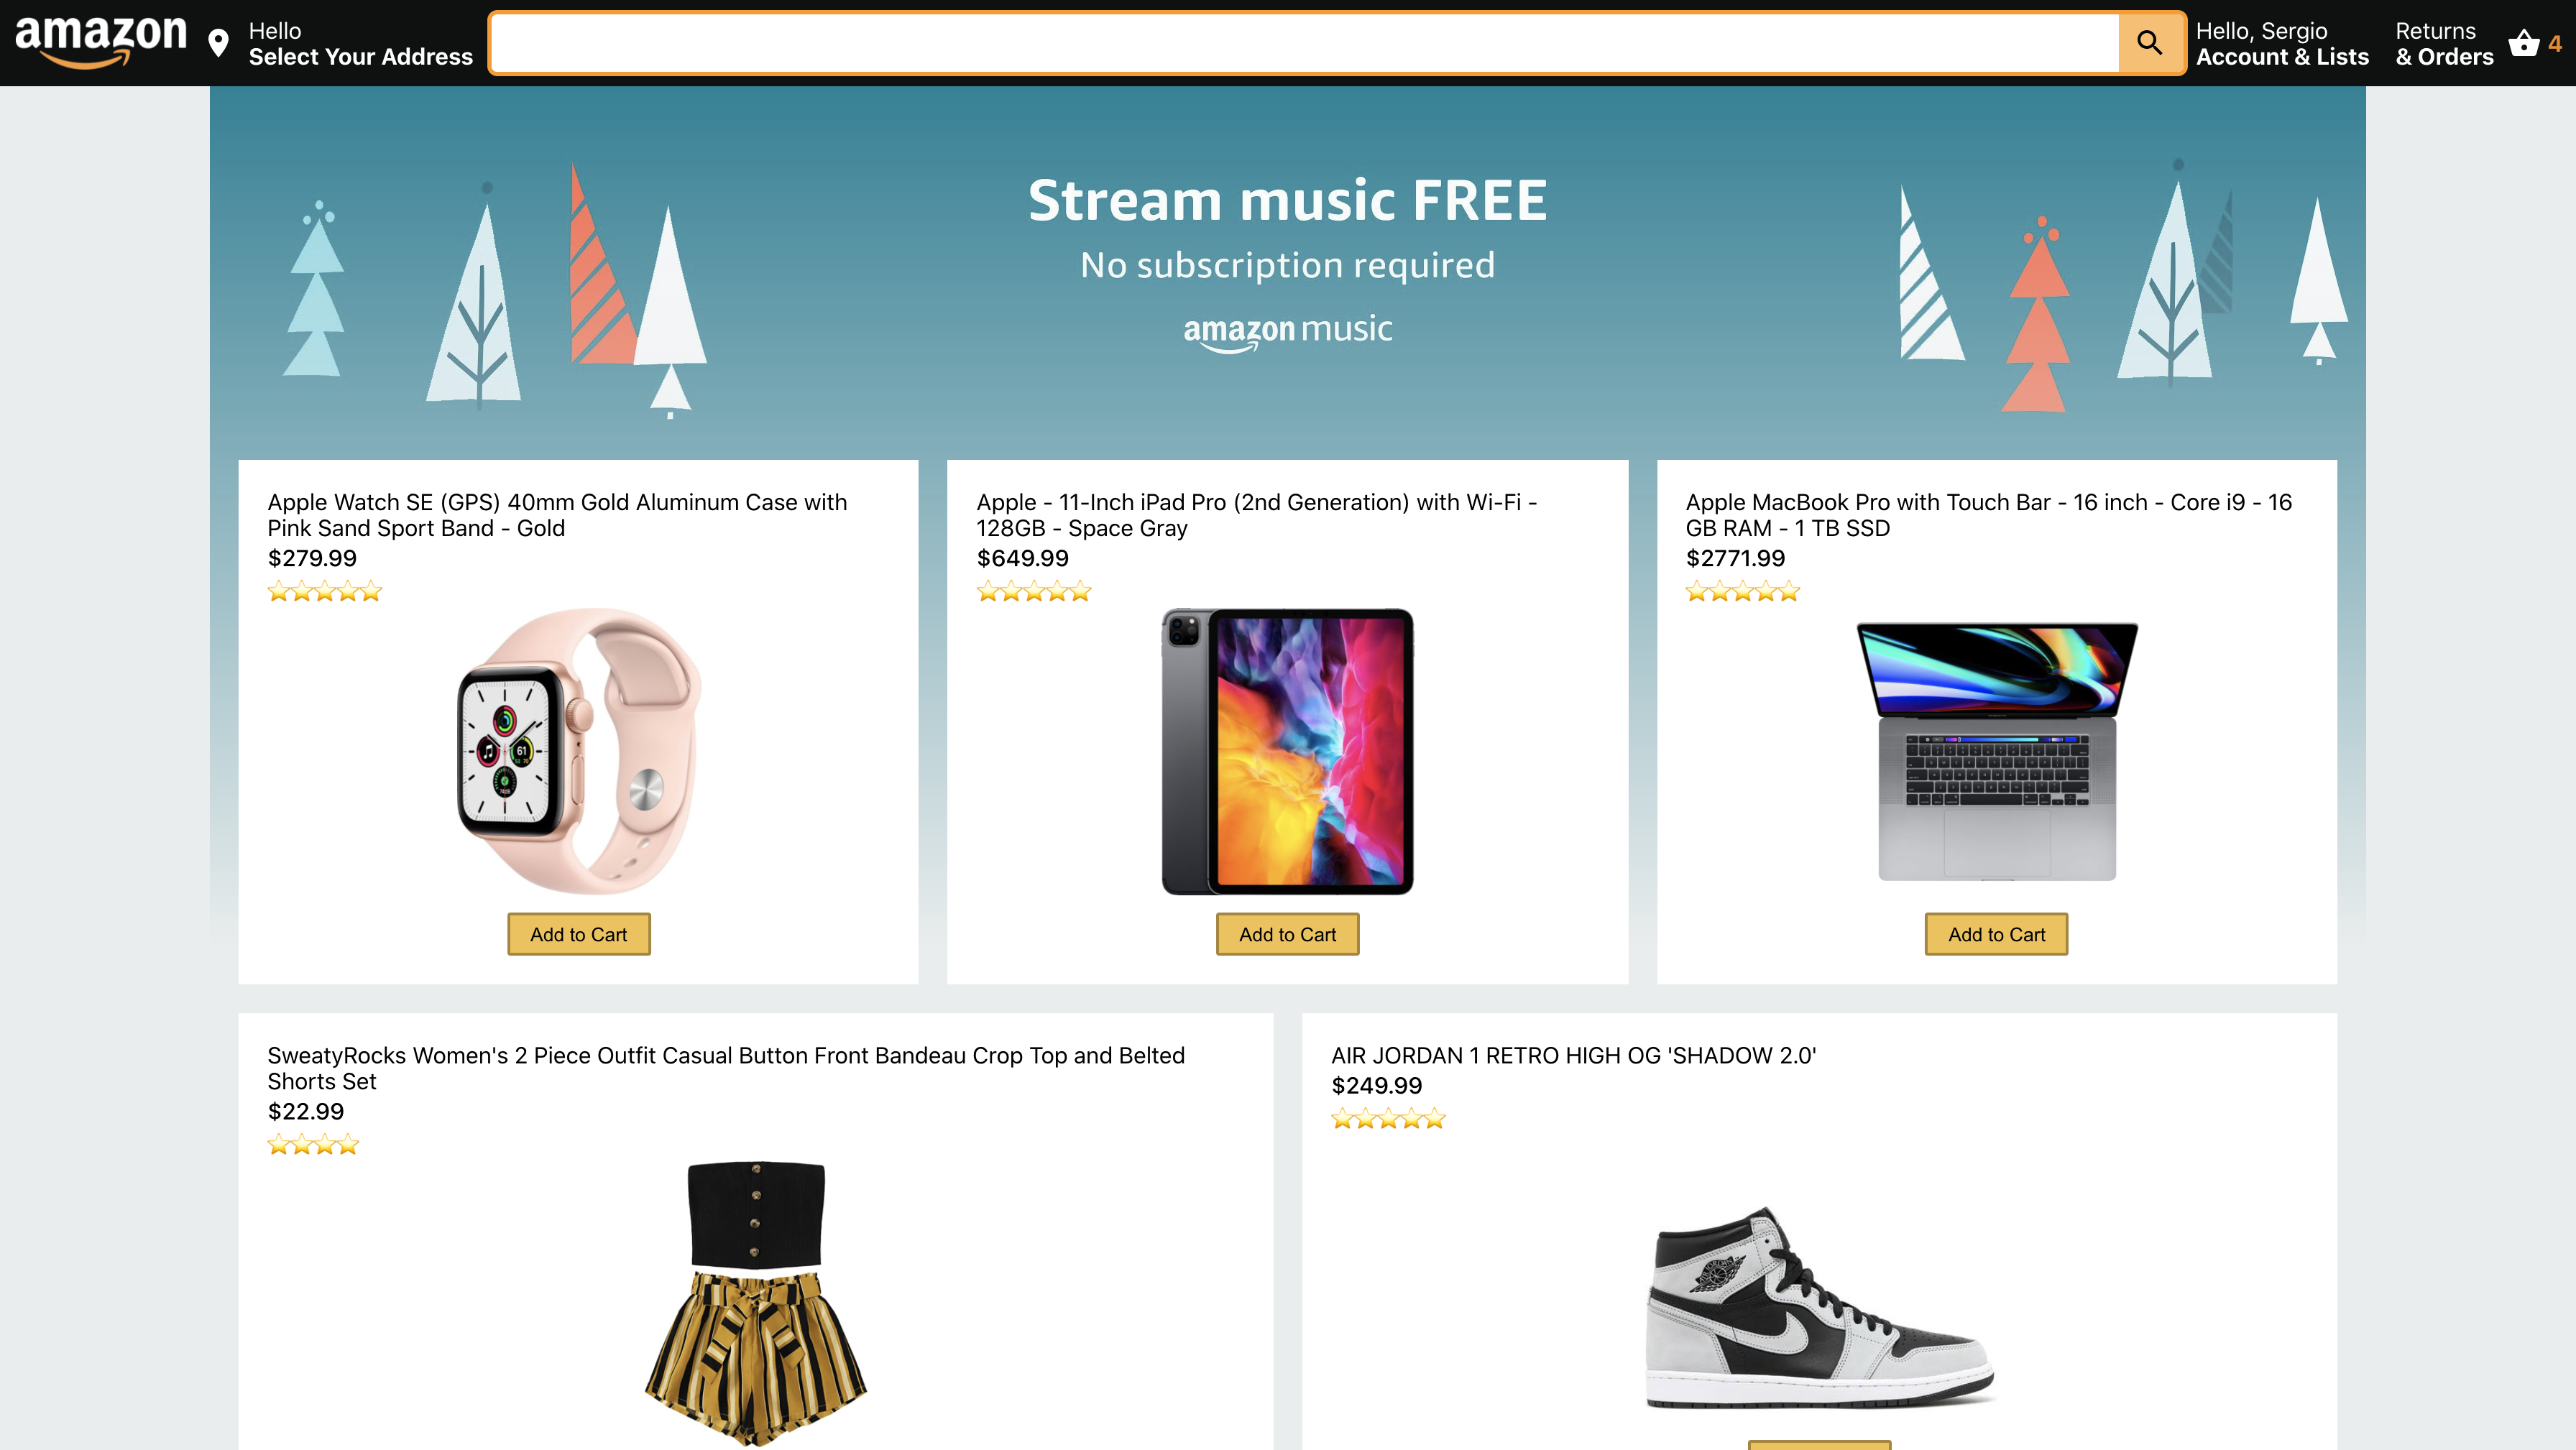 amazon
Hello
Select Your Address
Hello, Sergio
Account & Lists
Returns
& Orders
4
Stream music FREE
No subscription required
amazon music
Apple Watch SE (GPS) 40mm Gold Aluminum Case with
Pink Sand Sport Band - Gold
$279.99
61
Add to Cart
Apple - 11-Inch iPad Pro (2nd Generation) with Wi-Fi -
128GB - Space Gray
$649.99
Add to Cart
Apple MacBook Pro with Touch Bar - 16 inch - Core i9 - 16
GB RAM - 1 TB SSD
$2771.99
Add to Cart
SweatyRocks Women's 2 Piece Outfit Casual Button Front Bandeau Crop Top and Belted
Shorts Set
$22.99
AIR JORDAN 1 RETRO HIGH OG 'SHADOW 2.0'
$249.99